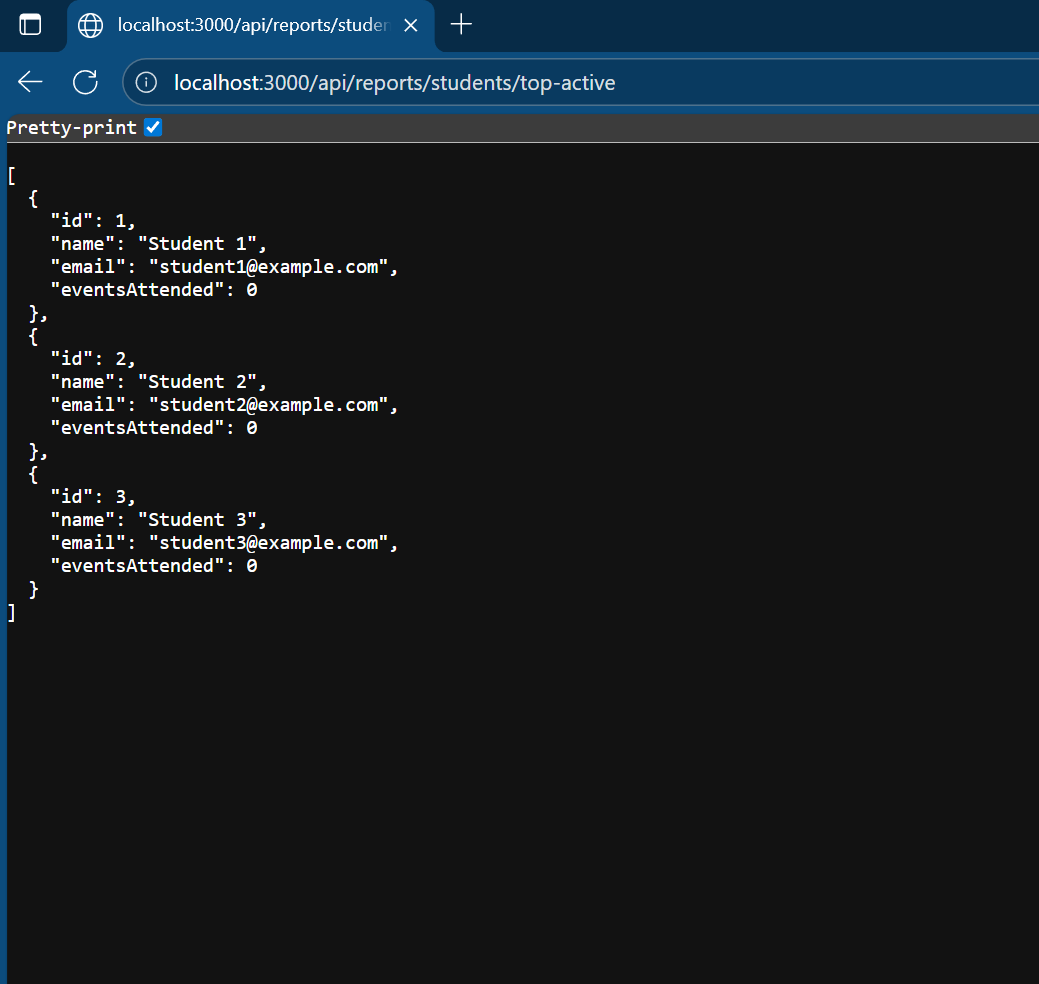 localhost:3000/api/reports/studen
localhost:3000/api/reports/students/top-active
Pretty-print
[
  {
    "id": 1,
    "name": "Student 1",
    "email": "student1@example.com",
    "eventsAttended": 0
  },
  {
    "id": 2,
    "name": "Student 2",
    "email": "student2@example.com",
    "eventsAttended": 0
  },
  {
    "id": 3,
    "name": "Student 3",
    "email": "student3@example.com",
    "eventsAttended": 0
  }
]